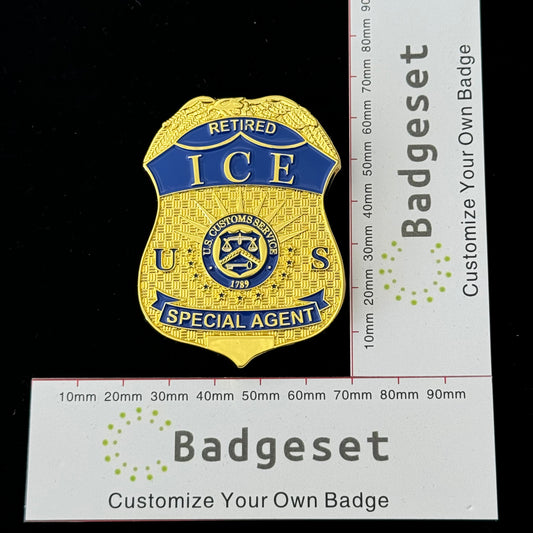 RETIRED
ICE
U.S. CUSTOMS SERVICE
U S
1789
SPECIAL AGENT
10mm 20mm 30mm 40mm 50mm 60mm 70mm 80mm 90mm
Badgeset
Customize Your Own Badge
10mm 20mm 30mm 40mm 50mm 60mm 70mm 80mm 90
Badgeset
Customize Your Own Badge